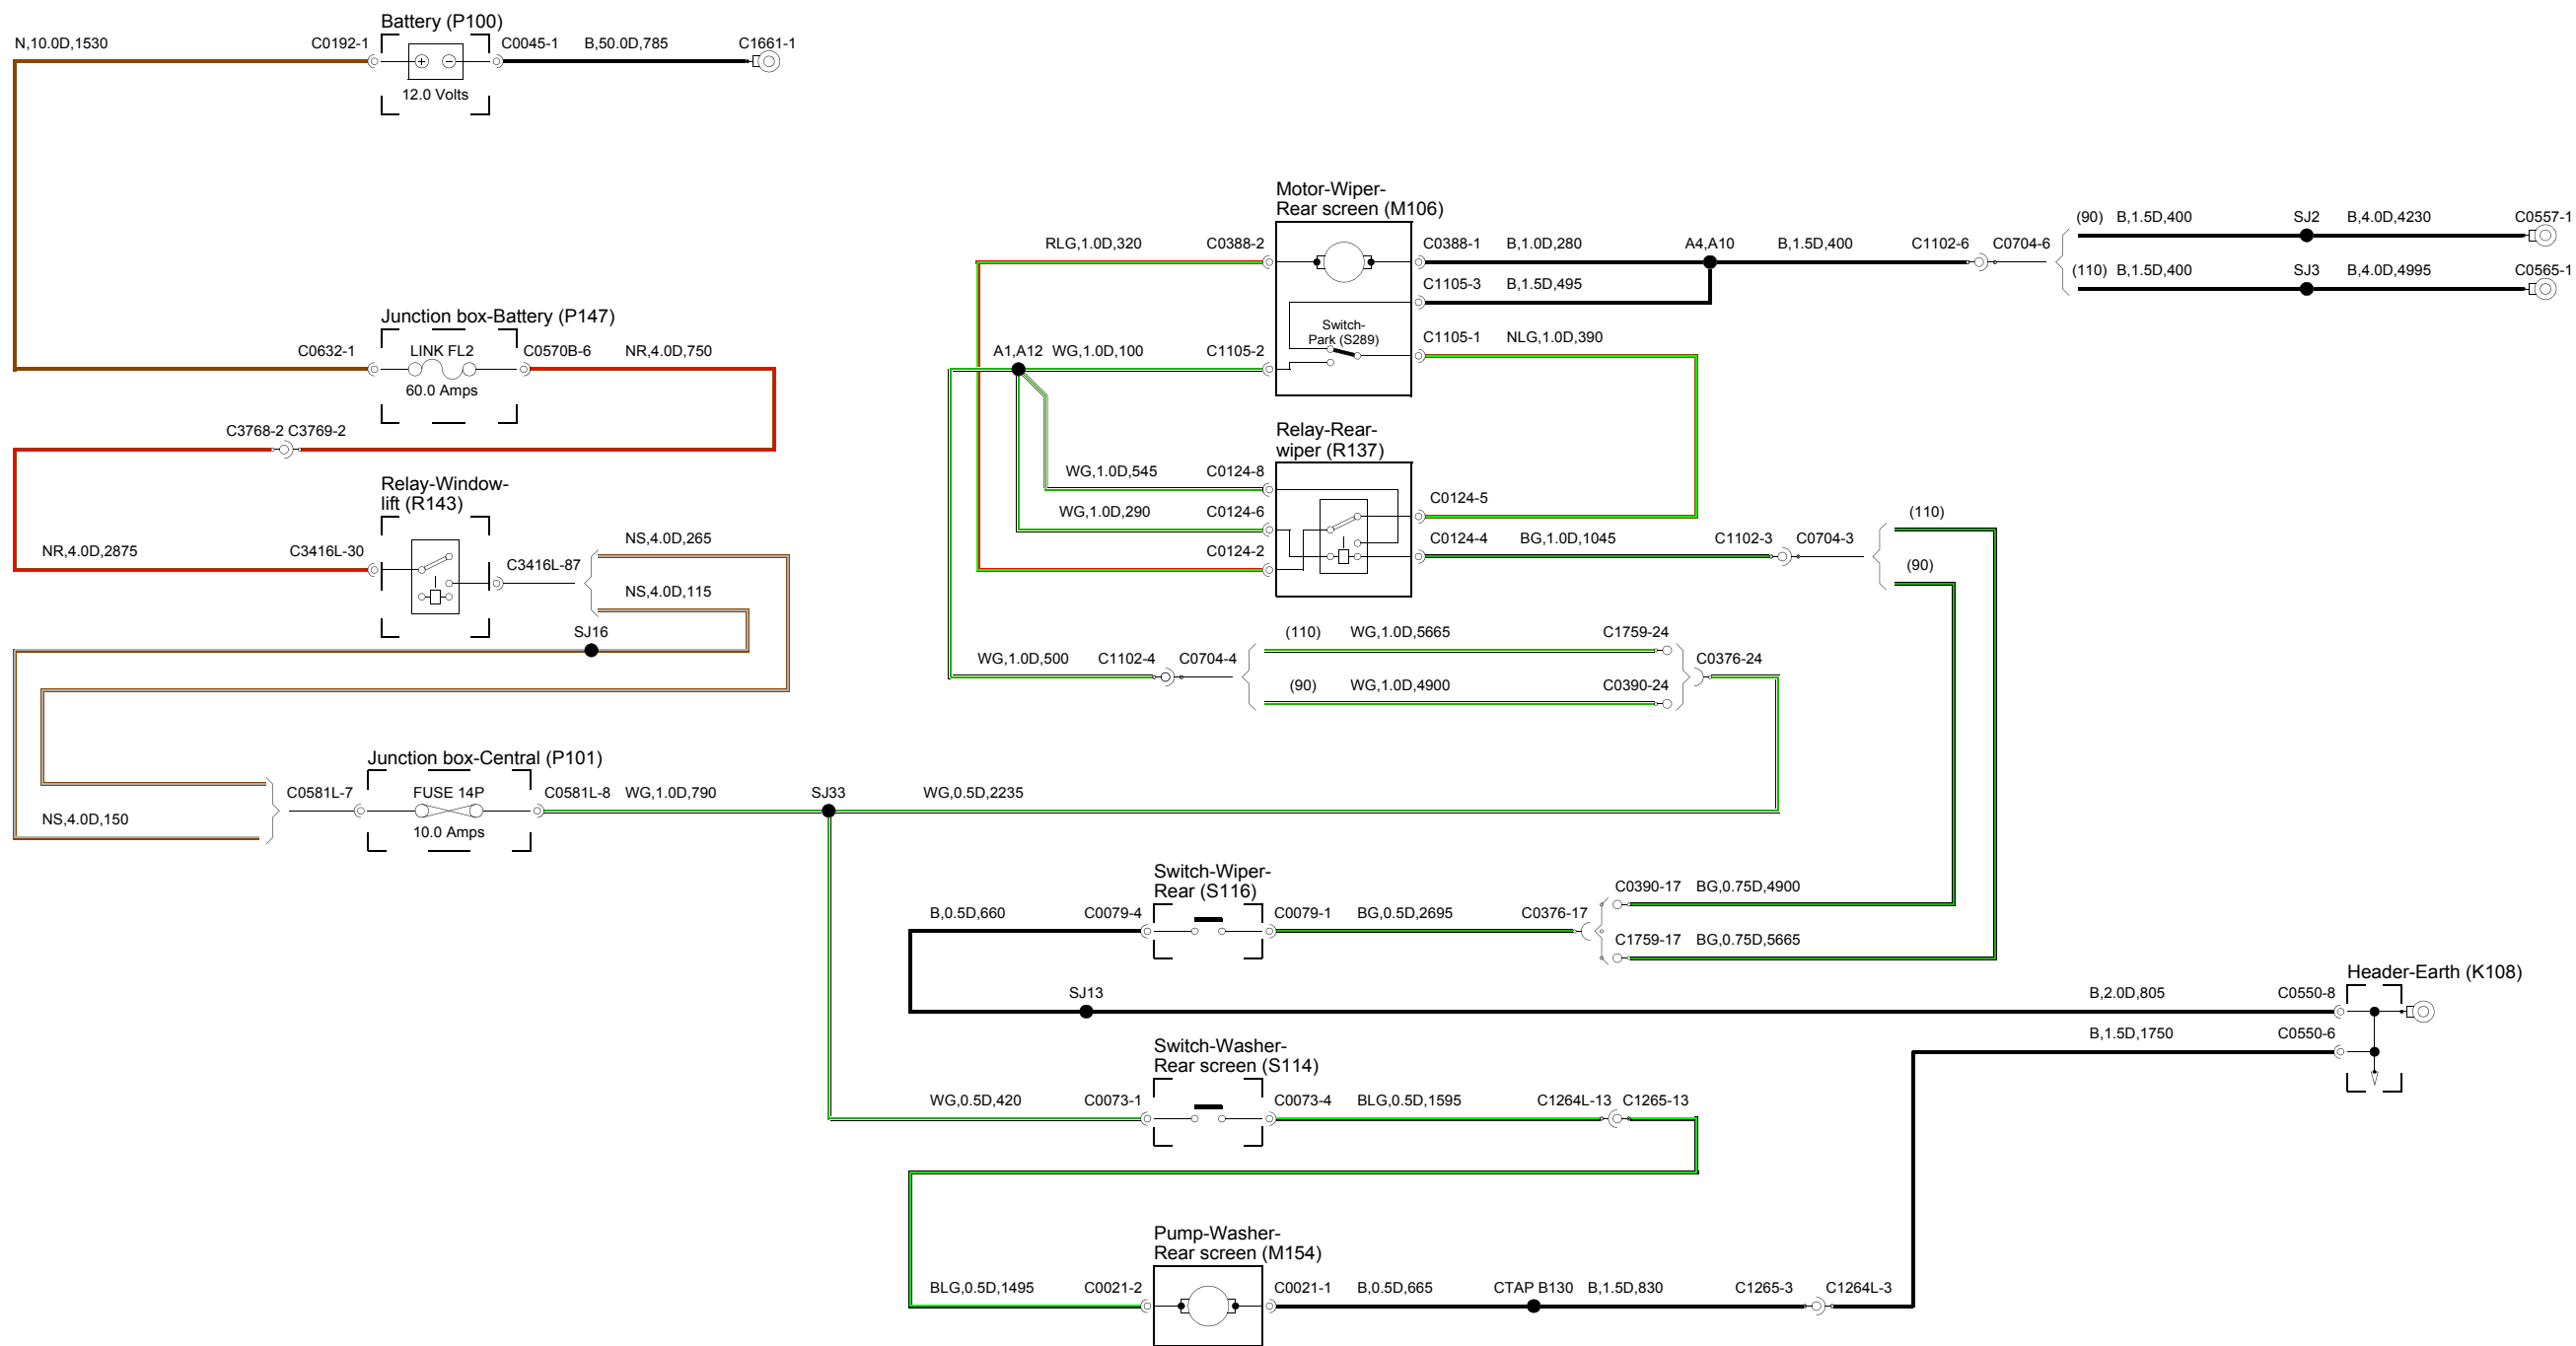 Battery (P100)
N,10.0D,1530
C0192-1
C0045-1
B,50.0D,785
C1661-1
12.0 Volts
Motor-Wiper-
Rear screen (M106)
RLG,1.0D,320
C0388-2
C0388-1
B,1.0D,280
A4,A10
B,1.5D,400
C1102-6
C0704-6
(90)
B,1.5D,400
SJ2
B,4.0D,4230
C0557-1
(110)
B,1.5D,400
SJ3
B,4.0D,4995
C0565-1
C1105-3
B,1.5D,495
Switch-
Park (S289)
C1105-1
NLG,1.0D,390
A1,A12
WG,1.0D,100
C1105-2
Junction box-Battery (P147)
C0632-1
LINK FL2
C0570B-6
NR,4.0D,750
60.0 Amps
C3768-2
C3769-2
Relay-Rear-
wiper (R137)
WG,1.0D,545
C0124-8
WG,1.0D,290
C0124-6
C0124-2
C0124-5
C0124-4
BG,1.0D,1045
C1102-3
C0704-3
(110)
(90)
Relay-Window-
lift (R143)
NR,4.0D,2875
C3416L-30
C3416L-87
NS,4.0D,265
NS,4.0D,115
SJ16
WG,1.0D,500
C1102-4
C0704-4
(110)
WG,1.0D,5665
C1759-24
(90)
WG,1.0D,4900
C0390-24
C0376-24
Junction box-Central (P101)
NS,4.0D,150
C0581L-7
FUSE 14P
10.0 Amps
C0581L-8
WG,1.0D,790
SJ33
WG,0.5D,2235
Switch-Wiper-
Rear (S116)
B,0.5D,660
C0079-4
C0079-1
BG,0.5D,2695
C0376-17
C0390-17
BG,0.75D,4900
C1759-17
BG,0.75D,5665
SJ13
Header-Earth (K108)
B,2.0D,805
C0550-8
B,1.5D,1750
C0550-6
Switch-Washer-
Rear screen (S114)
WG,0.5D,420
C0073-1
C0073-4
BLG,0.5D,1595
C1264L-13
C1265-13
Pump-Washer-
Rear screen (M154)
BLG,0.5D,1495
C0021-2
C0021-1
B,0.5D,665
CTAP B130
B,1.5D,830
C1265-3
C1264L-3